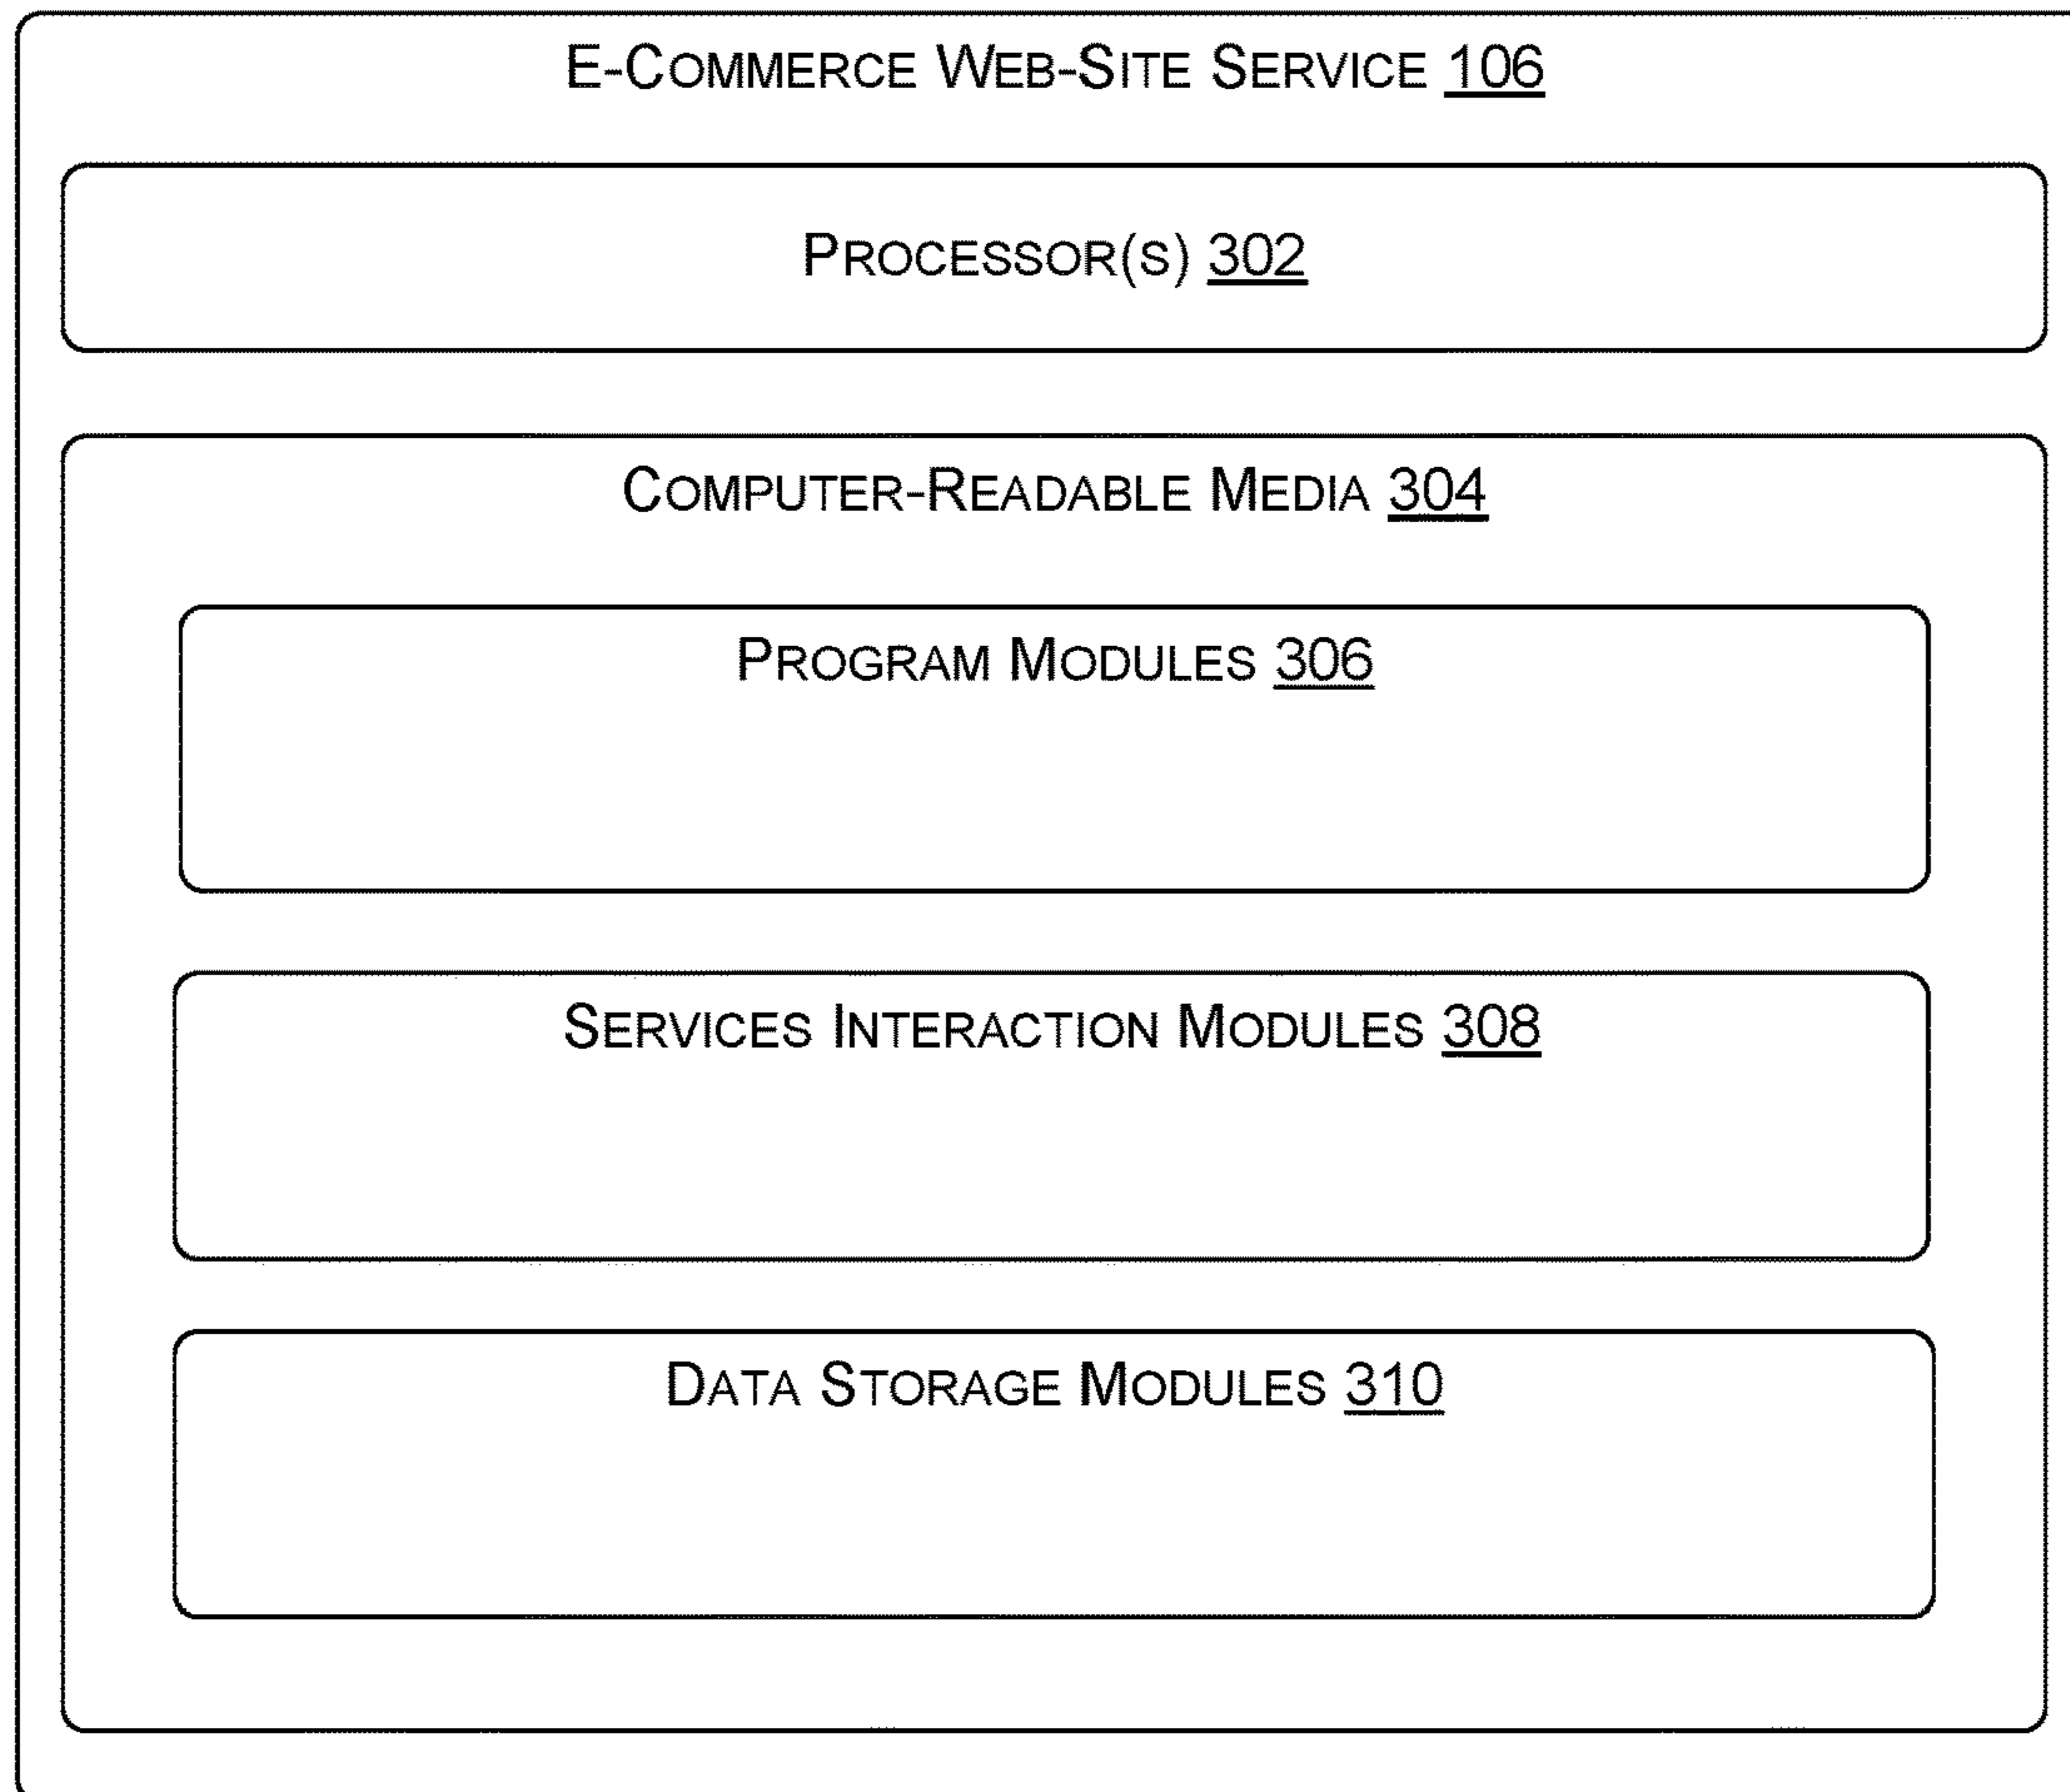 E-COMMERCE WEB-SITE SERVICE 106
PROCESSOR(S) 302
COMPUTER-READABLE MEDIA 304
PROGRAM MODULES 306
SERVICES INTERACTION MODULES 308
DATA STORAGE MODULES 310